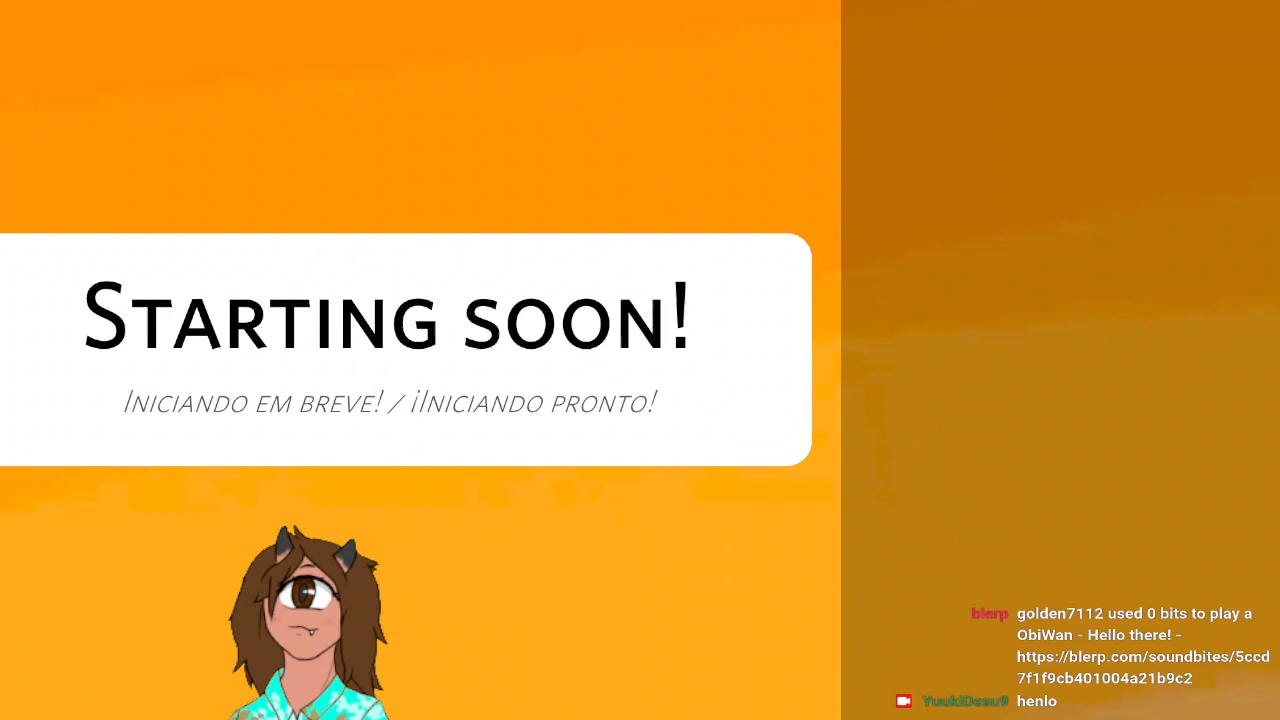 Starting soon!
Iniciando em breve! / ¡Iniciando pronto!
blerp golden7112 used 0 bits to play a
ObiWan - Hello there! -
https://blerp.com/soundbites/5ccd
7f1f9cb401004a21b9c2
YuukiDesu9 henlo